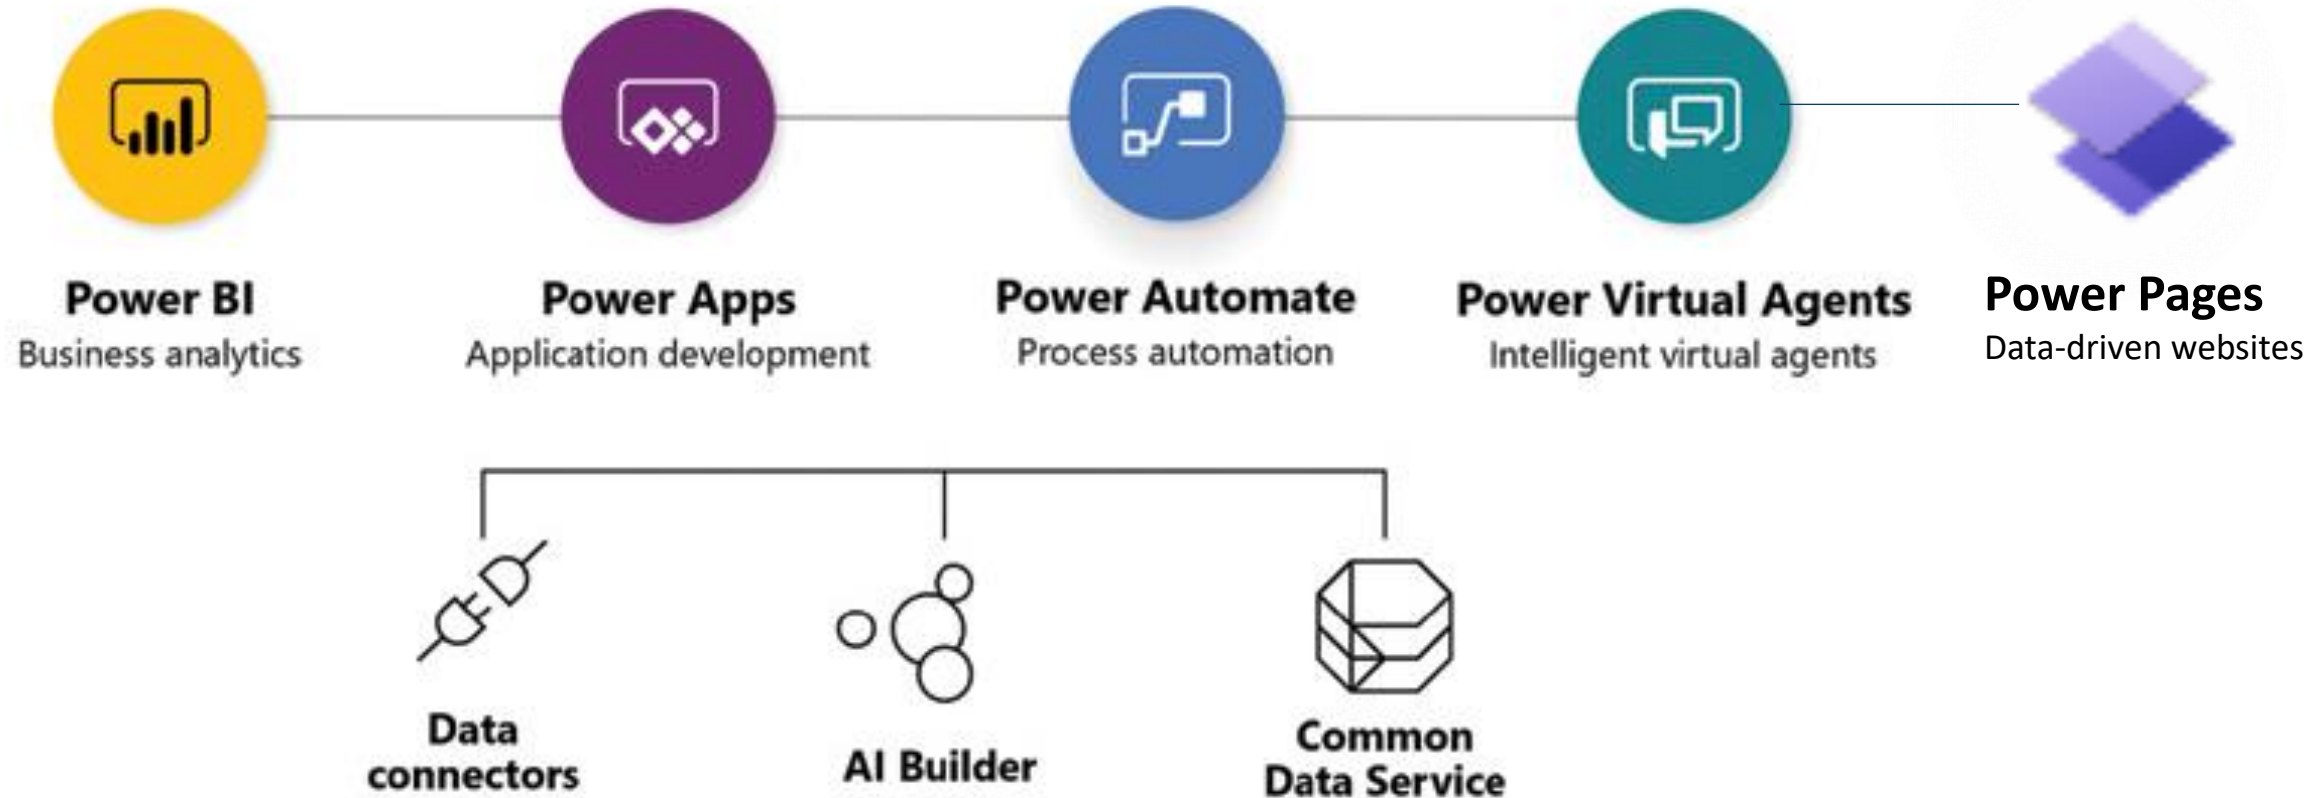 Power BI
Business analytics
Power Apps
Application development
Power Automate
Process automation
Power Virtual Agents
Intelligent virtual agents
Power Pages
Data-driven websites
Data
connectors
AI Builder
Common
Data Service